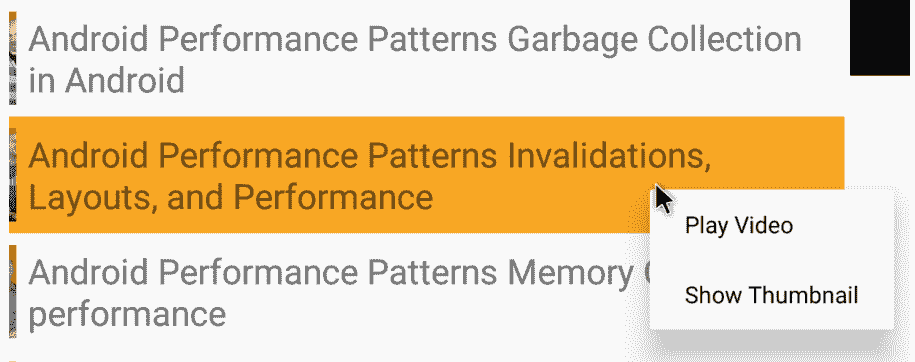 Android Performance Patterns Garbage Collection
in Android
Android Performance Patterns Invalidations,
Layouts, and Performance
Play Video
Android Performance Patterns Memory
performance
Show Thumbnail